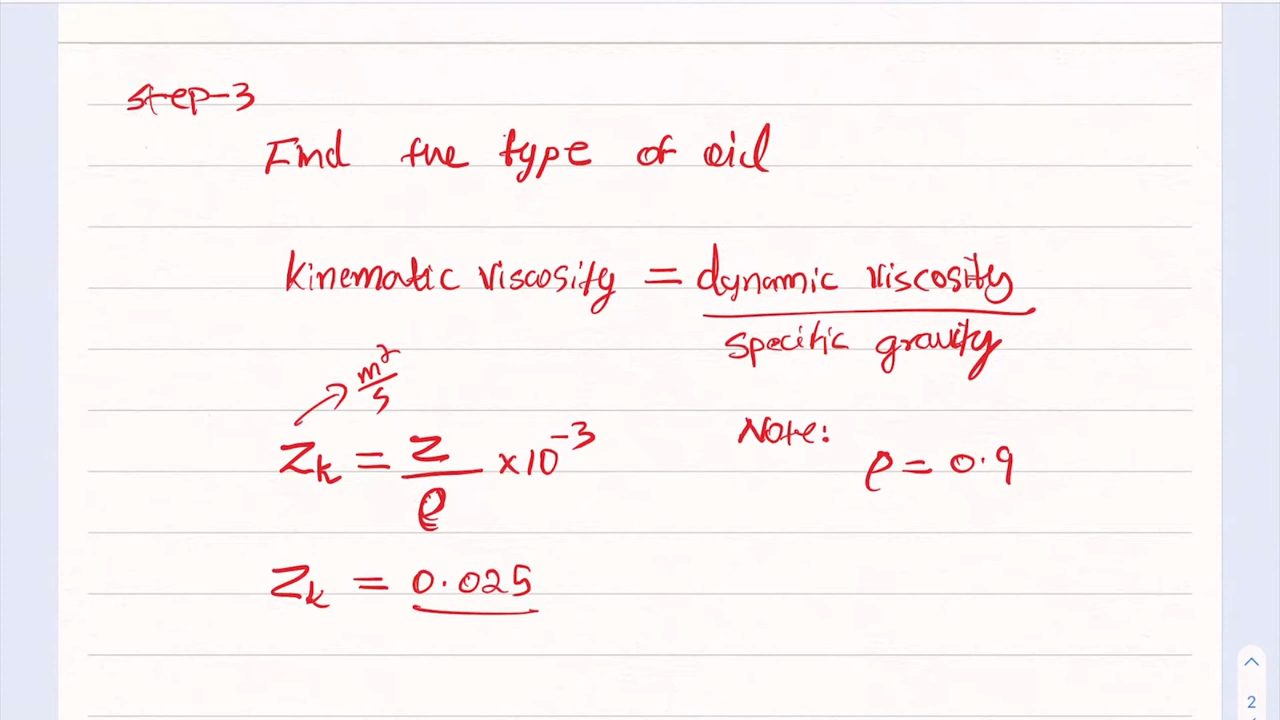 step-3
Find the type of oil
kinematic viscosity = dynamic viscosity
specific gravity
m²/s
Zk = Z/ρ ×10⁻³
Note:
ρ = 0.9
Zk = 0.025
2